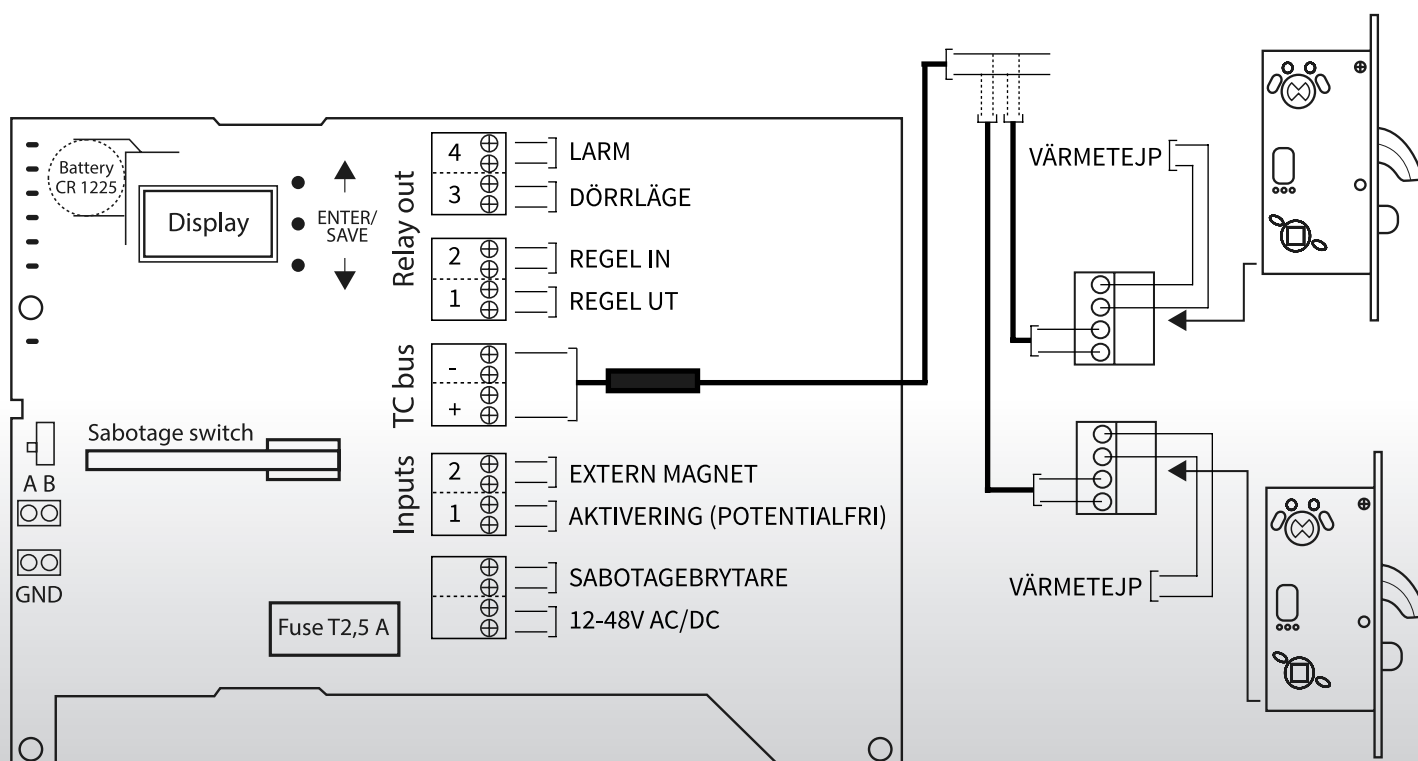 Battery
CR 1225
Display
ENTER/
SAVE
Relay out
4
LARM
3
DÖRRLÄGE
2
REGEL IN
1
REGEL UT
TC bus
-
+
Inputs
2
EXTERN MAGNET
1
AKTIVERING (POTENTIALFRI)
SABOTAGEBRYTARE
12-48V AC/DC
Sabotage switch
A B
GND
Fuse T2,5 A
VÄRMETEJP
VÄRMETEJP